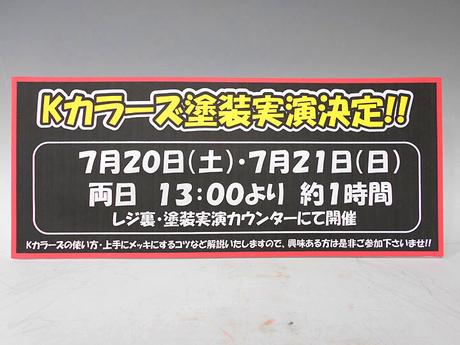 Kカラーズ塗装実演決定!!
7月20日(土)・7月21日(日)
両日 13:00より 約1時間
レジ裏・塗装実演カウンターにて開催
Kカラーズの使い方・上手にメッキにするコツなど解説いたしますので、興味ある方は是非ご参加下さいませ!!